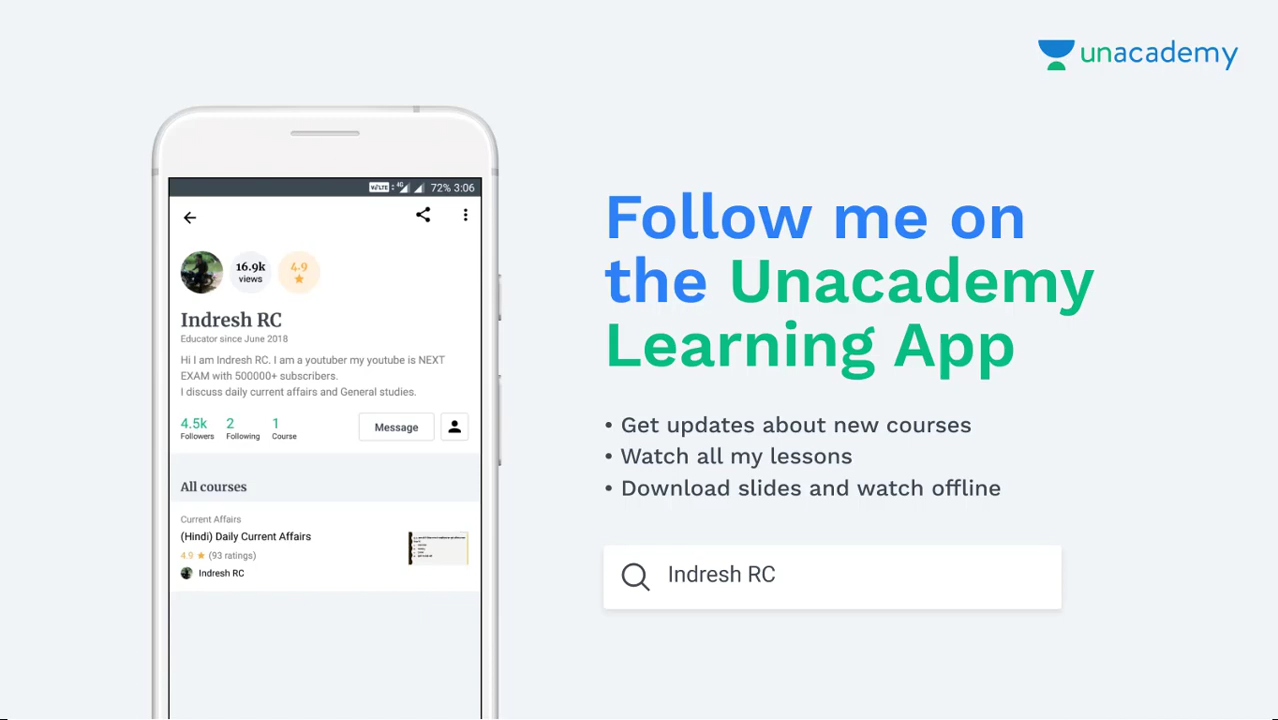 unacademy
VoLTE 4G 72% 3:06
16.9k
views
4.9
Indresh RC
Educator since June 2018
Hi I am Indresh RC. I am a youtuber my youtube is NEXT
EXAM with 500000+ subscribers.
I discuss daily current affairs and General studies.
4.5k
Followers
2
Following
1
Course
Message
All courses
Current Affairs
(Hindi) Daily Current Affairs
4.9 ★ (93 ratings)
Indresh RC
Follow me on
the Unacademy
Learning App
• Get updates about new courses
• Watch all my lessons
• Download slides and watch offline
Indresh RC